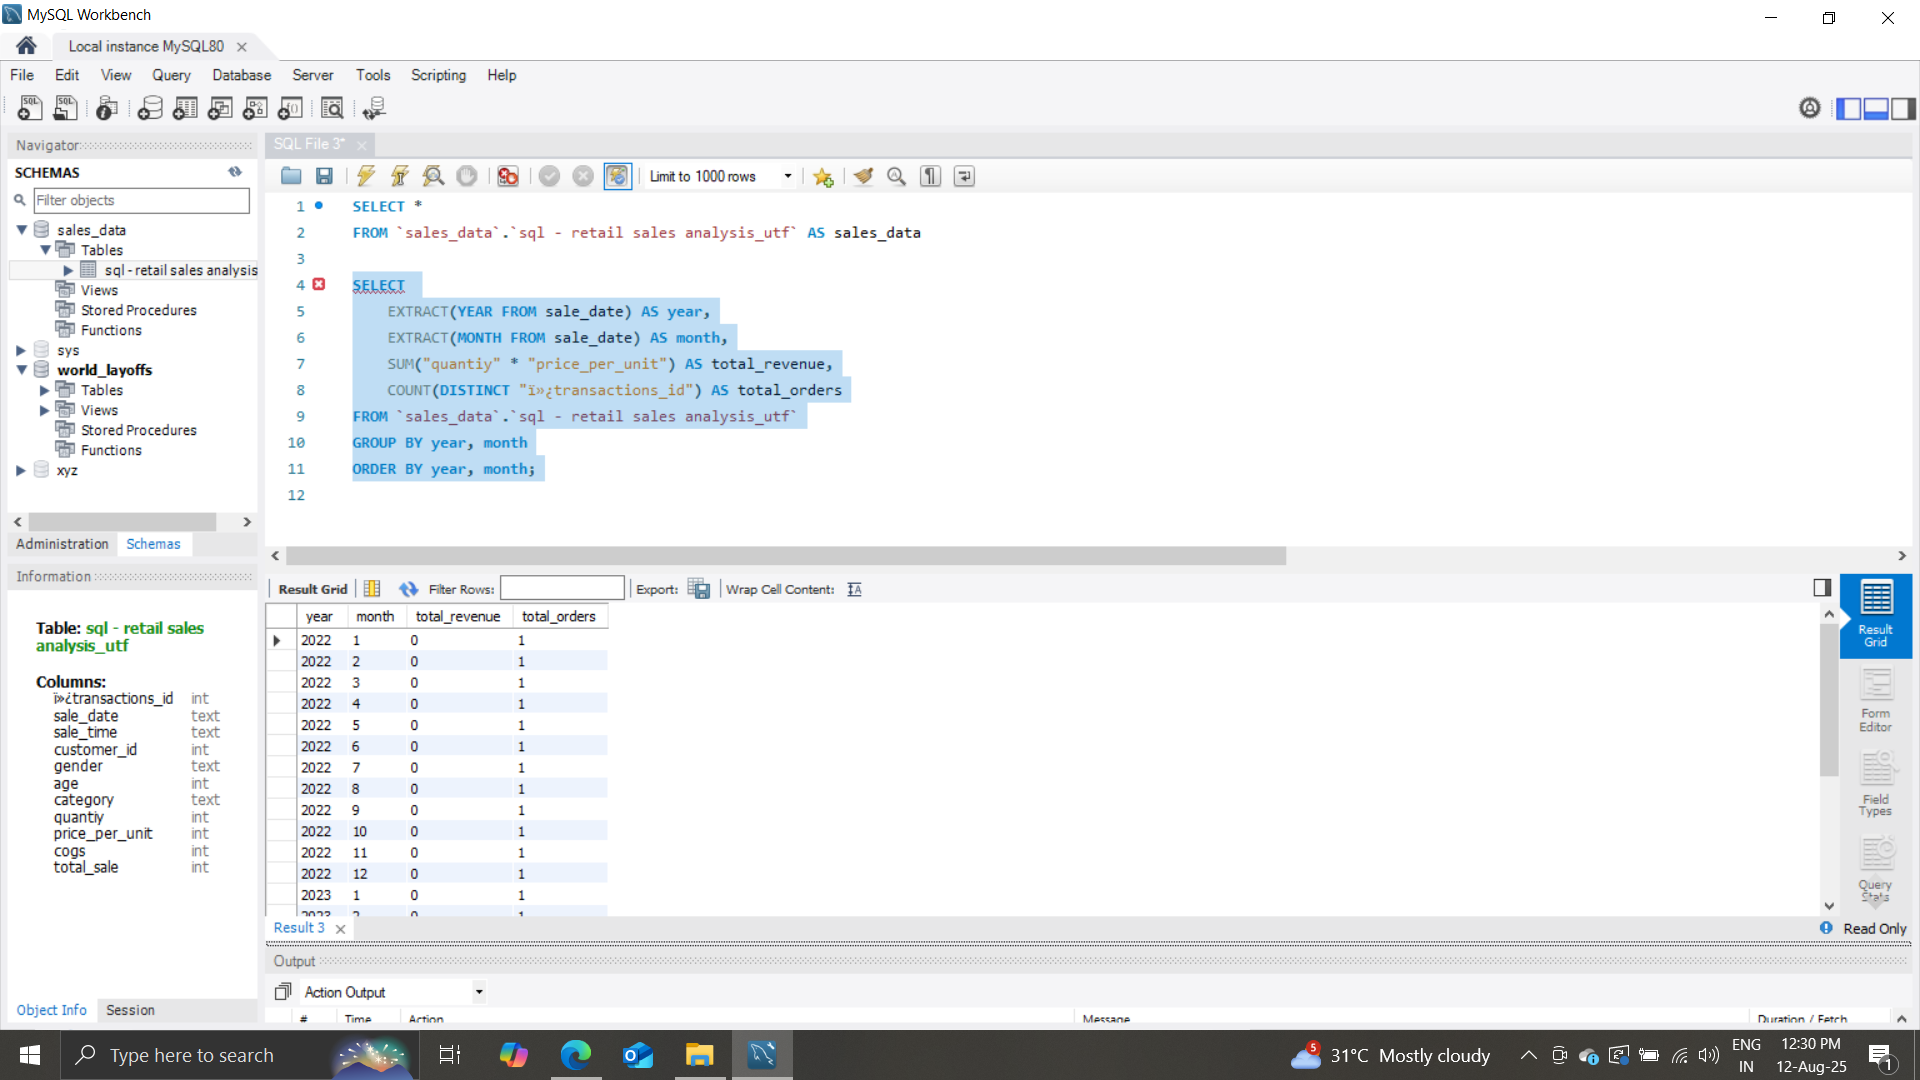 MySQL Workbench
Local instance MySQL80
File Edit View Query Database Server Tools Scripting Help
Navigator
SCHEMAS
Filter objects
sales_data
Tables
sql - retail sales analysis
Views
Stored Procedures
Functions
sys
world_layoffs
Tables
Views
Stored Procedures
Functions
xyz
Administration Schemas
Information
Table: sql - retail sales
analysis_utf
Columns:
ï»¿transactions_id int
sale_date text
sale_time text
customer_id int
gender text
age int
category text
quantiy int
price_per_unit int
cogs int
total_sale int
Object Info Session
SQL File 3*
Limit to 1000 rows
1 SELECT *
2 FROM `sales_data`.`sql - retail sales analysis_utf` AS sales_data
3
4 SELECT
5 EXTRACT(YEAR FROM sale_date) AS year,
6 EXTRACT(MONTH FROM sale_date) AS month,
7 SUM("quantiy" * "price_per_unit") AS total_revenue,
8 COUNT(DISTINCT "ï»¿transactions_id") AS total_orders
9 FROM `sales_data`.`sql - retail sales analysis_utf`
10 GROUP BY year, month
11 ORDER BY year, month;
12
Result Grid Filter Rows: Export: Wrap Cell Content:
year month total_revenue total_orders
2022 1 0 1
2022 2 0 1
2022 3 0 1
2022 4 0 1
2022 5 0 1
2022 6 0 1
2022 7 0 1
2022 8 0 1
2022 9 0 1
2022 10 0 1
2022 11 0 1
2022 12 0 1
2023 1 0 1
2023 2 0 1
Result
Grid
Form
Editor
Field
Types
Query
Stats
Result 3
Read Only
Output
Action Output
# Time Action Message Duration / Fetch
Type here to search
5
31°C Mostly cloudy
ENG
IN
12:30 PM
12-Aug-25
1